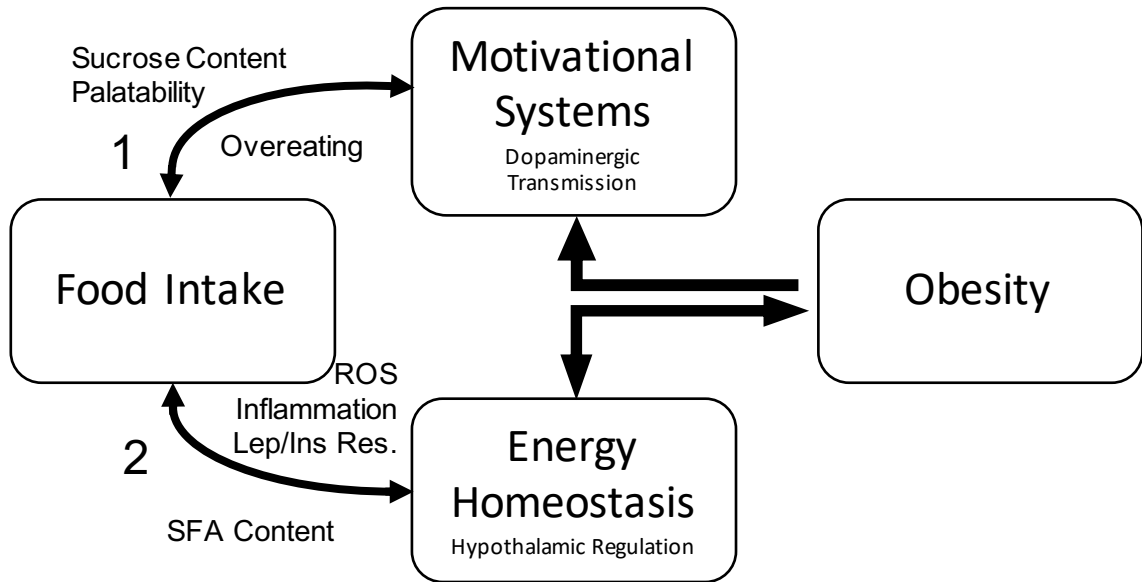 Sucrose Content
Palatability
1
Overeating
Motivational
Systems
Dopaminergic
Transmission
Food Intake
Obesity
ROS
Inflammation
Lep/Ins Res.
2
SFA Content
Energy
Homeostasis
Hypothalamic Regulation